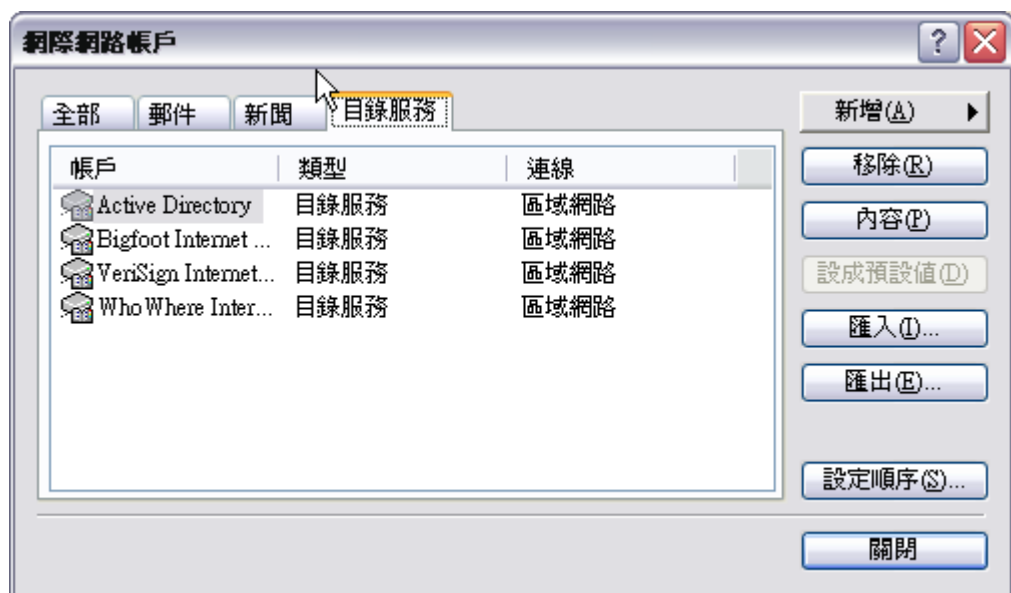 網際網路帳戶
全部 郵件 新聞 目錄服務
帳戶 類型 連線
Active Directory 目錄服務 區域網路
Bigfoot Internet ... 目錄服務 區域網路
VeriSign Internet... 目錄服務 區域網路
WhoWhere Inter... 目錄服務 區域網路
新增(A)
移除(R)
內容(P)
設成預設值(D)
匯入(I)...
匯出(E)...
設定順序(S)...
關閉